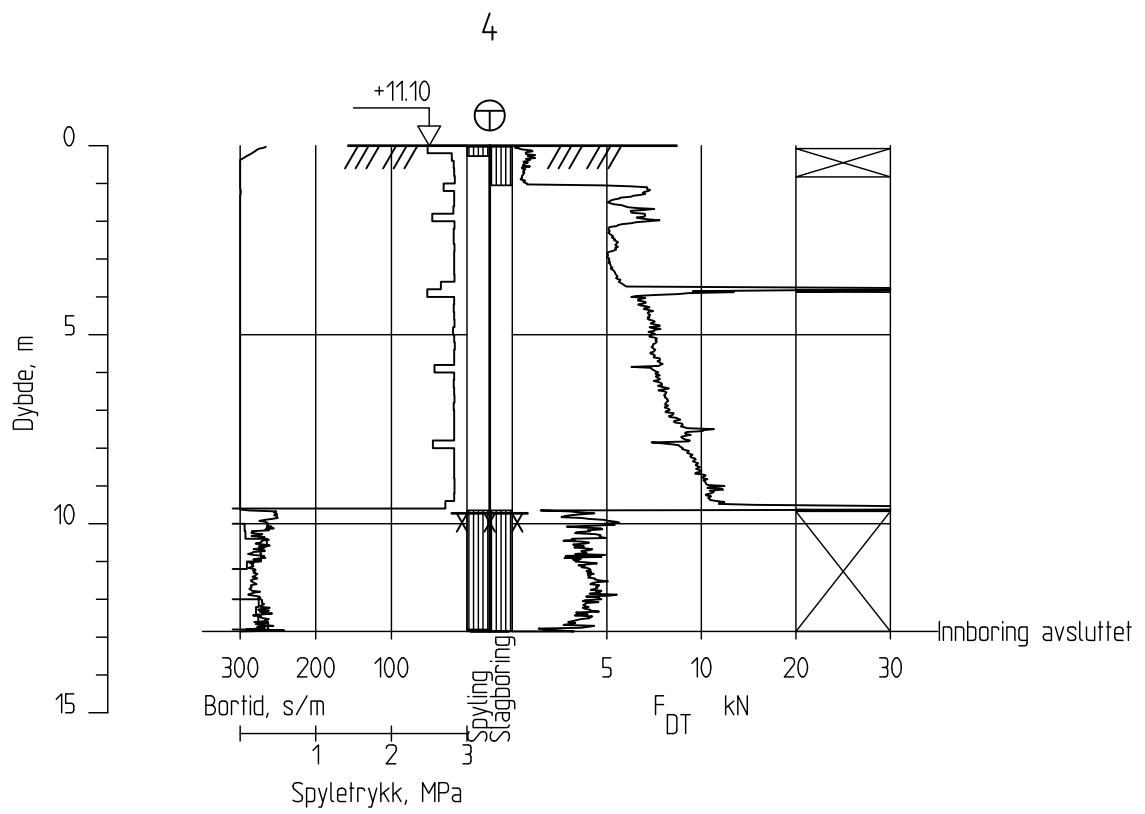 4
+11.10
0
5
10
15
Dybde, m
Innboring avsluttet
300 200 100 5 10 20 30
Bortid, s/m
Spyling
Slagboring
F_DT kN
1 2 3
Spyletrykk, MPa